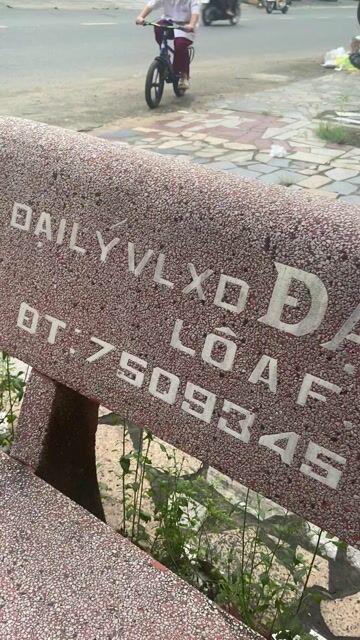 ĐẠI LÝ VLXD ĐẠ
LÔ A F.
ĐT: 7509345